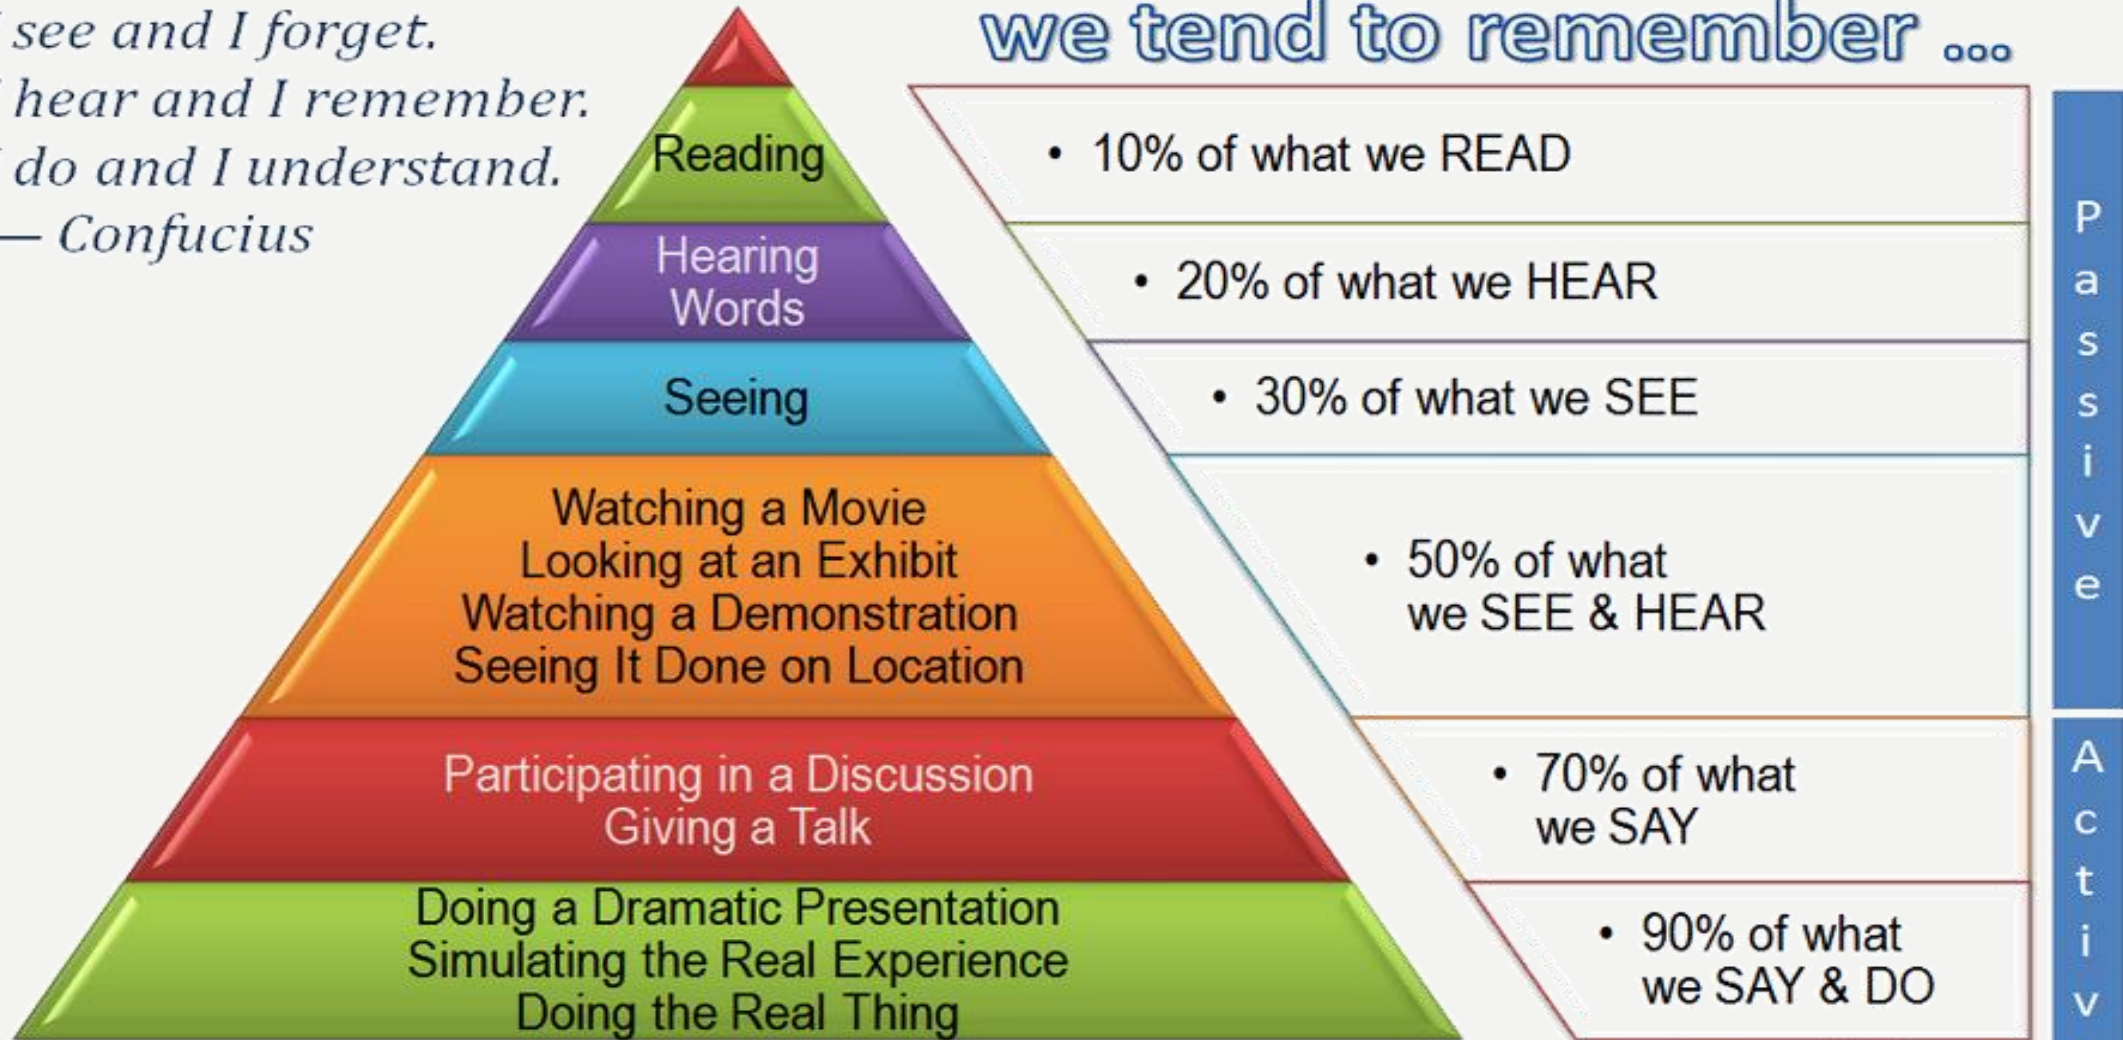 see and I forget.
hear and I remember.
do and I understand.
— Confucius
we tend to remember ...
Reading
• 10% of what we READ
Hearing
Words
• 20% of what we HEAR
Seeing
• 30% of what we SEE
Watching a Movie
Looking at an Exhibit
Watching a Demonstration
Seeing It Done on Location
• 50% of what
we SEE & HEAR
Participating in a Discussion
Giving a Talk
• 70% of what
we SAY
Doing a Dramatic Presentation
Simulating the Real Experience
Doing the Real Thing
• 90% of what
we SAY & DO
Passive
Activ